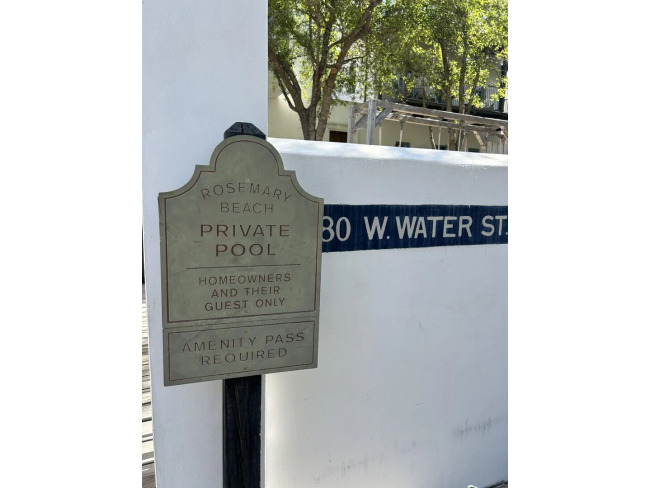 ROSEMARY
BEACH
PRIVATE
POOL
HOMEOWNERS
AND THEIR
GUEST ONLY
AMENITY PASS
REQUIRED
80 W. WATER ST.